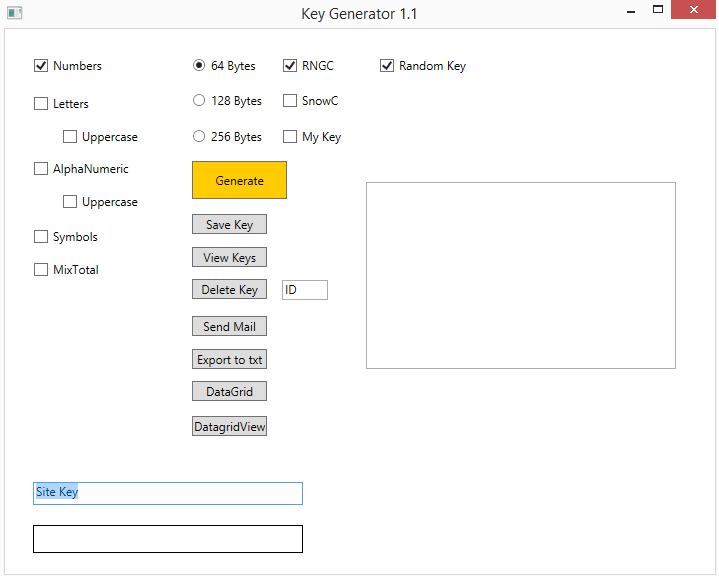 Key Generator 1.1
Numbers
64 Bytes
RNGC
Random Key
Letters
128 Bytes
SnowC
Uppercase
256 Bytes
My Key
AlphaNumeric
Generate
Uppercase
Save Key
Symbols
View Keys
MixTotal
Delete Key
ID
Send Mail
Export to txt
DataGrid
DatagridView
Site Key